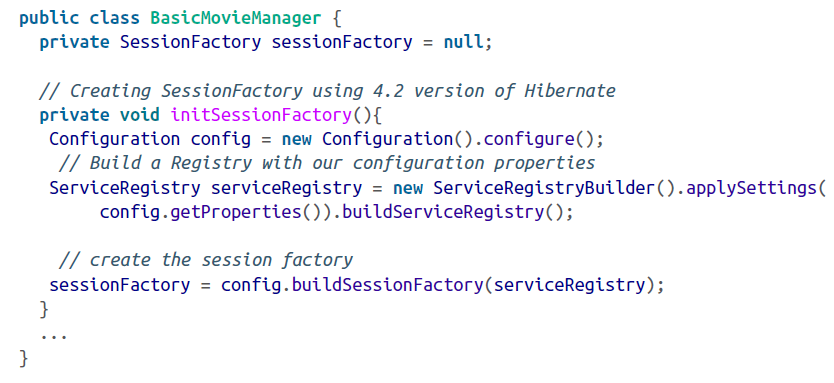 public class BasicMovieManager {
  private SessionFactory sessionFactory = null;

  // Creating SessionFactory using 4.2 version of Hibernate
  private void initSessionFactory(){
   Configuration config = new Configuration().configure();
    // Build a Registry with our configuration properties
   ServiceRegistry serviceRegistry = new ServiceRegistryBuilder().applySettings(
        config.getProperties()).buildServiceRegistry();

    // create the session factory
   sessionFactory = config.buildSessionFactory(serviceRegistry);
  }
  ...
}